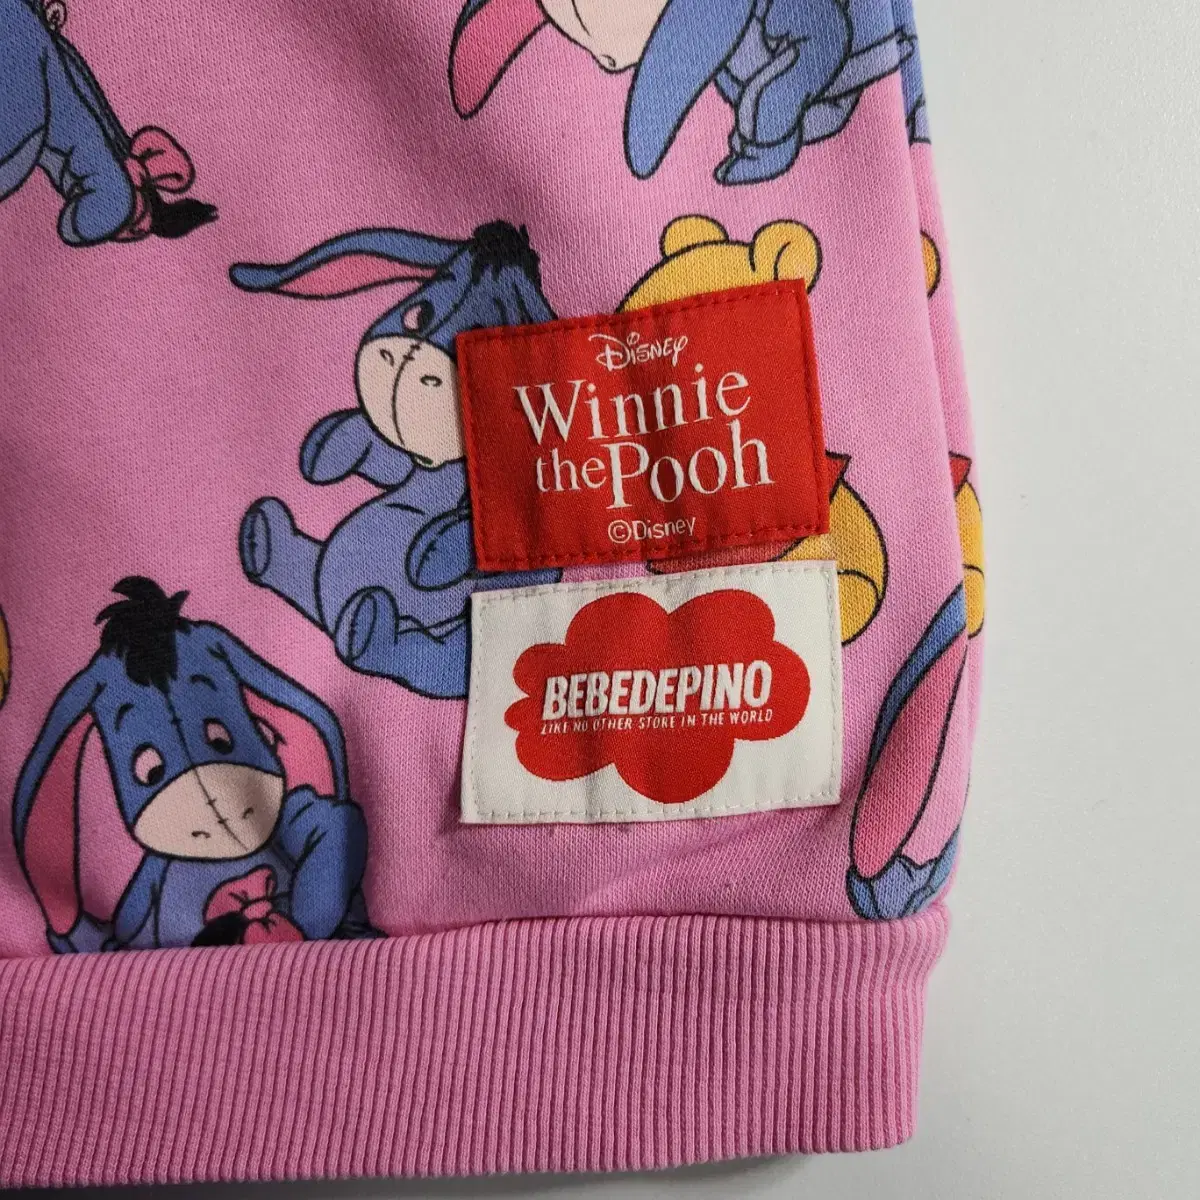 Disney
Winnie
the Pooh
©Disney
BEBEDEPINO
LIKE NO OTHER STORE IN THE WORLD